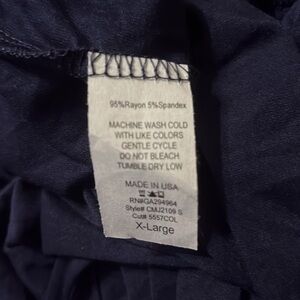 95%Rayon 5%Spandex
MACHINE WASH COLD
WITH LIKE COLORS
GENTLE CYCLE
DO NOT BLEACH
TUMBLE DRY LOW
MADE IN USA
RN#GA294964
Style# CMJ2109 S
Cut# 5557COL
X-Large